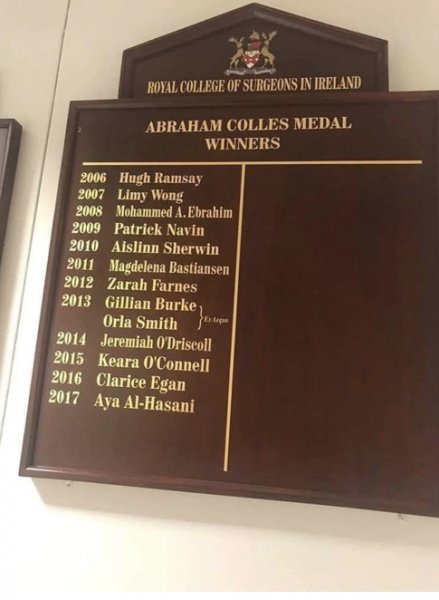 ROYAL COLLEGE OF SURGEONS IN IRELAND
ABRAHAM COLLES MEDAL
WINNERS
2006 Hugh Ramsay
2007 Limy Wong
2008 Mohammed A. Ebrahim
2009 Patrick Navin
2010 Aislinn Sherwin
2011 Magdelena Bastiansen
2012 Zarah Farnes
2013 Gillian Burke
Orla Smith } Ex Aequo
2014 Jeremiah O'Driscoll
2015 Keara O'Connell
2016 Clarice Egan
2017 Aya Al-Hasani